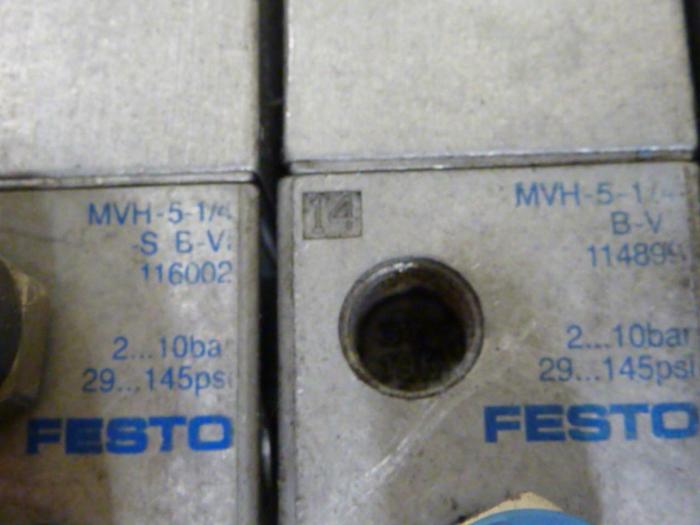 MVH-5-1/4
-S B-V
116002
2...10bar
29...145psi
FESTO
T4
MVH-5-1/4
B-V
114899
2...10bar
29...145psi
FESTO